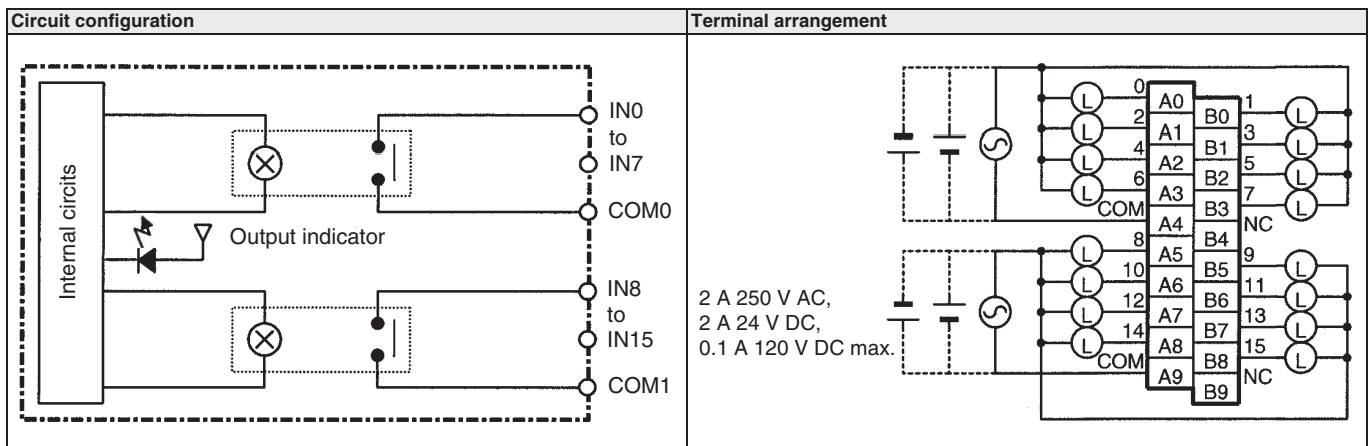 Circuit configuration
Terminal arrangement
Internal circits
IN0
to
IN7
COM0
Output indicator
IN8
to
IN15
COM1
2 A 250 V AC,
2 A 24 V DC,
0.1 A 120 V DC max.
L 0 A0 B0 1 L
L 2 A1 B1 3 L
L 4 A2 B2 5 L
L 6 A3 B3 7 L
COM A4 B4 NC
L 8 A5 B5 9 L
L 10 A6 B6 11 L
L 12 A7 B7 13 L
L 14 A8 B8 15 L
COM A9 B9 NC